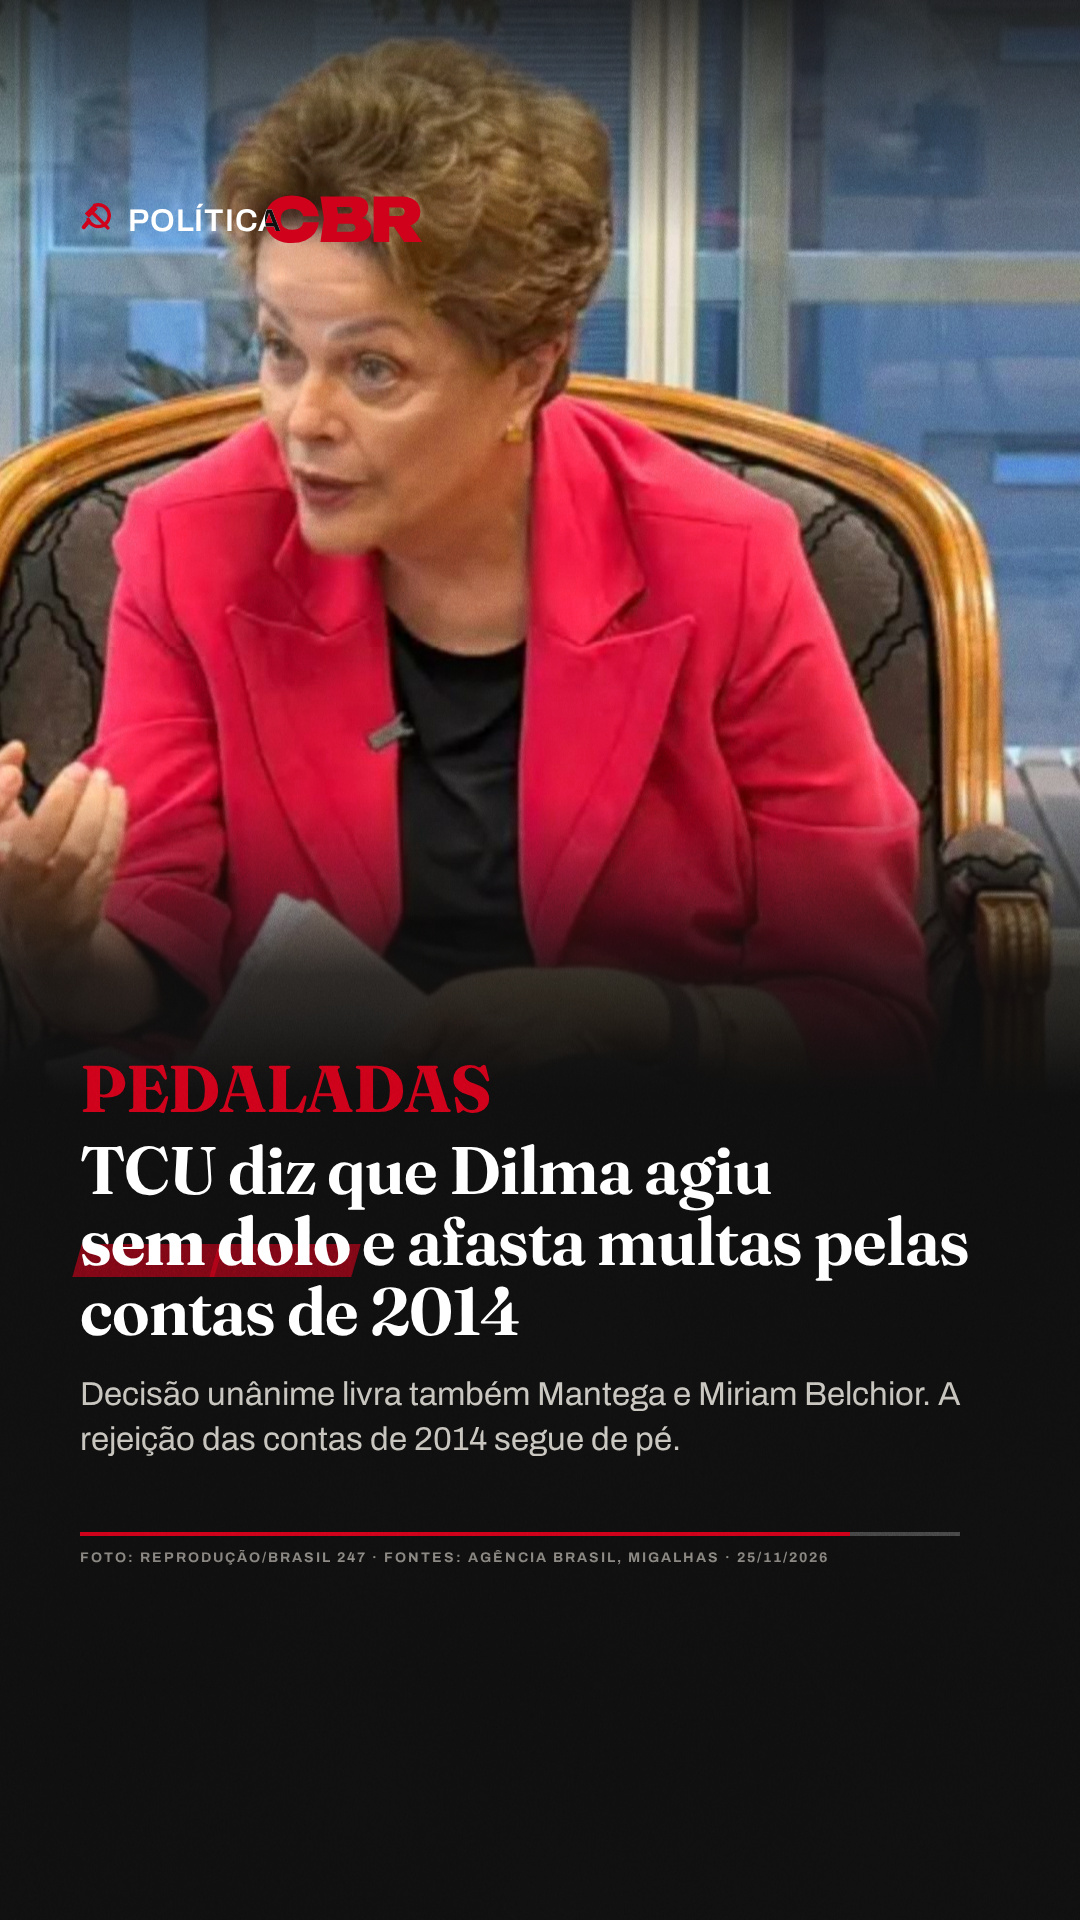 POLÍTICA CBR
PEDALADAS
TCU diz que Dilma agiu
sem dolo e afasta multas pelas
contas de 2014
Decisão unânime livra também Mantega e Miriam Belchior. A
rejeição das contas de 2014 segue de pé.
FOTO: REPRODUÇÃO/BRASIL 247 · FONTES: AGÊNCIA BRASIL, MIGALHAS · 25/11/2026